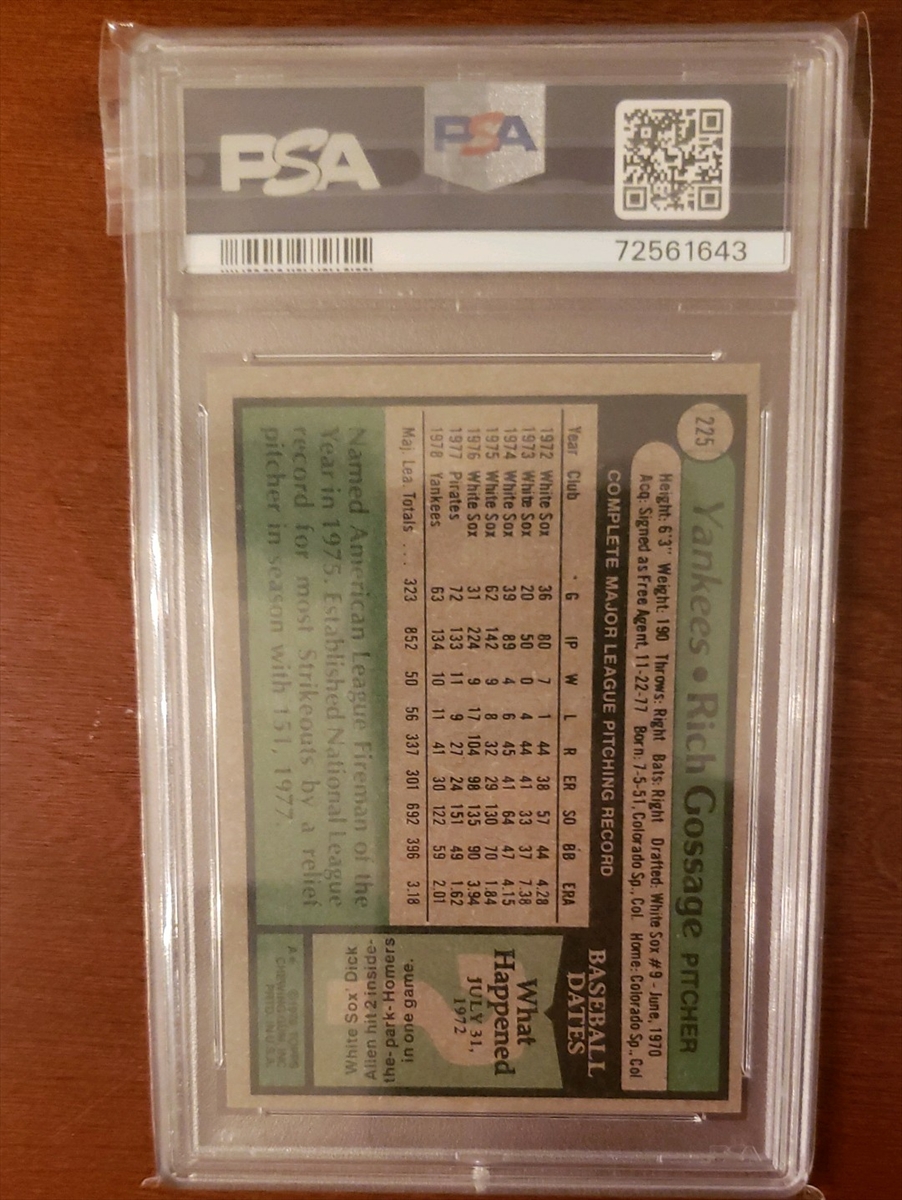 PSA
PSA
72561643
225
Yankees • Rich Gossage PITCHER
Height: 6'3" Weight: 190 Throws: Right Bats: Right Drafted: White Sox #9 - June, 1970
Acq: Signed as Free Agent, 11-22-77 Born: 7-5-51, Colorado Sp., Col. Home: Colorado Sp., Col
COMPLETE MAJOR LEAGUE PITCHING RECORD
Year Club G IP W L R ER SO BB ERA
1972 White Sox 36 80 7 1 44 38 57 44 4.28
1973 White Sox 20 50 0 4 44 41 33 37 7.38
1974 White Sox 39 89 4 6 45 41 64 47 4.15
1975 White Sox 62 142 9 8 32 29 130 70 1.84
1976 White Sox 31 224 9 17 104 98 135 90 3.94
1977 Pirates 72 133 11 9 27 24 151 49 1.62
1978 Yankees 63 134 10 11 41 30 122 59 2.01
Maj. Lea. Totals ... 323 852 50 56 337 301 692 396 3.18
Named American League Fireman of the
Year in 1975. Established National League
record for most Strikeouts by a relief
pitcher in season with 151, 1977.
BASEBALL
DATES
What
Happened
JULY 31,
1972
White Sox' Dick
Allen hit 2 inside-
the-park-Homers
in one game.
CHEWING GUM, INC.
PRTD. IN U.S.A.